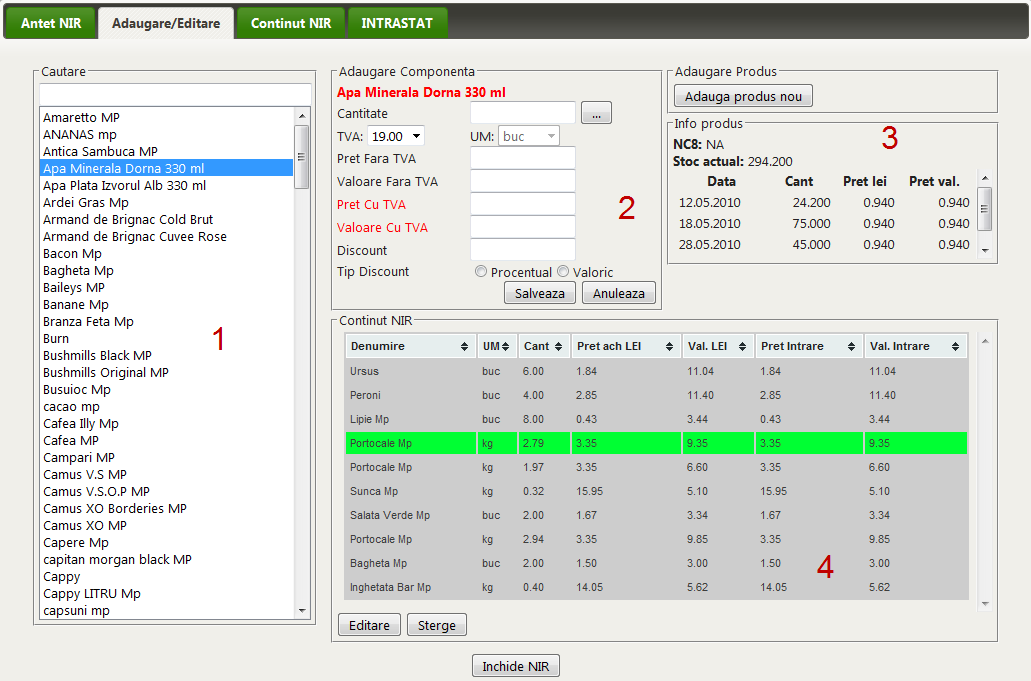 Antet NIR Adaugare/Editare Continut NIR INTRASTAT
Cautare
Amaretto MP
ANANAS mp
Antica Sambuca MP
Apa Minerala Dorna 330 ml
Apa Plata Izvorul Alb 330 ml
Ardei Gras Mp
Armand de Brignac Cold Brut
Armand de Brignac Cuvee Rose
Bacon Mp
Bagheta Mp
Baileys MP
Banane Mp
Branza Feta Mp
Burn
Bushmills Black MP
Bushmills Original MP
Busuioc Mp
cacao mp
Cafea Illy Mp
Cafea MP
Campari MP
Camus V.S MP
Camus V.S.O.P MP
Camus XO Borderies MP
Camus XO MP
Capere Mp
capitan morgan black MP
Cappy
Cappy LITRU Mp
capsuni mp
1
Adaugare Componenta
Apa Minerala Dorna 330 ml
Cantitate ...
TVA: 19.00 UM: buc
Pret Fara TVA
Valoare Fara TVA
Pret Cu TVA
Valoare Cu TVA
Discount
Tip Discount Procentual Valoric
Salveaza Anuleaza
2
Adaugare Produs
Adauga produs nou
Info produs
3
NC8: NA
Stoc actual: 294.200
Data Cant Pret lei Pret val.
12.05.2010 24.200 0.940 0.940
18.05.2010 75.000 0.940 0.940
28.05.2010 45.000 0.940 0.940
Continut NIR
Denumire UM Cant Pret ach LEI Val. LEI Pret Intrare Val. Intrare
Ursus buc 6.00 1.84 11.04 1.84 11.04
Peroni buc 4.00 2.85 11.40 2.85 11.40
Lipie Mp buc 8.00 0.43 3.44 0.43 3.44
Portocale Mp kg 2.79 3.35 9.35 3.35 9.35
Portocale Mp kg 1.97 3.35 6.60 3.35 6.60
Sunca Mp kg 0.32 15.95 5.10 15.95 5.10
Salata Verde Mp buc 2.00 1.67 3.34 1.67 3.34
Portocale Mp kg 2.94 3.35 9.85 3.35 9.85
Bagheta Mp buc 2.00 1.50 3.00 1.50 3.00
Inghetata Bar Mp kg 0.40 14.05 5.62 14.05 5.62
4
Editare Sterge
Inchide NIR